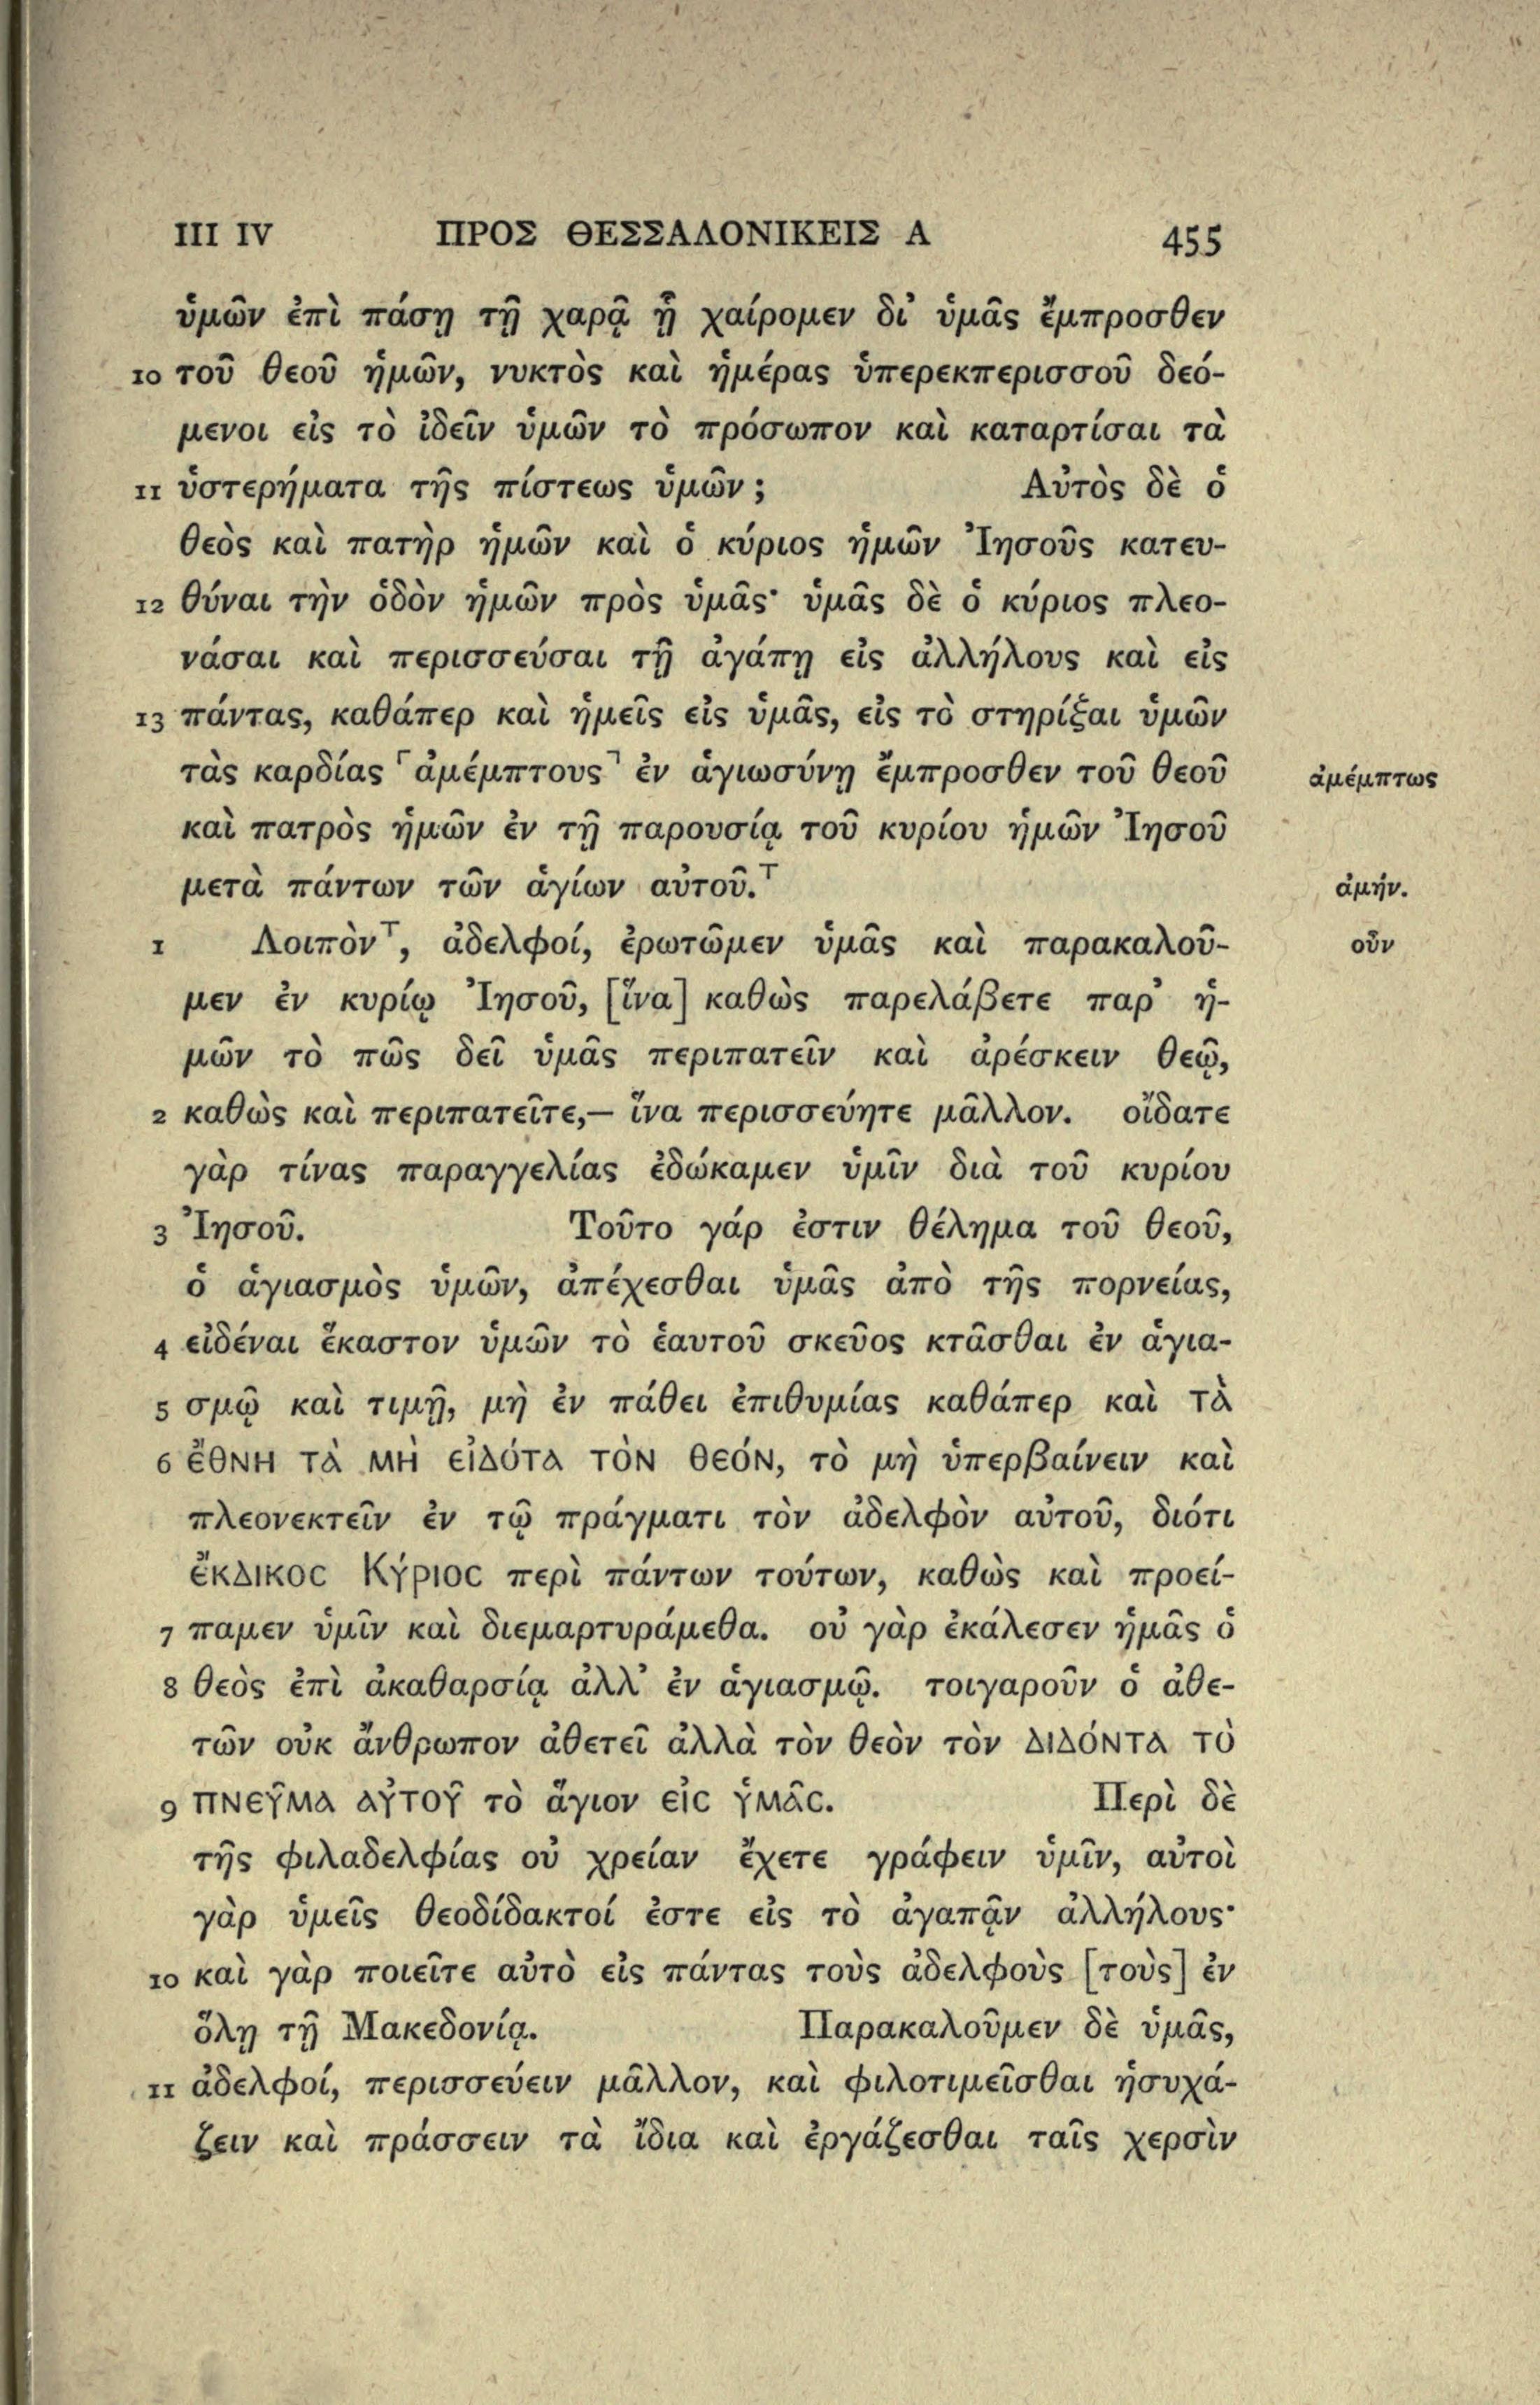 III IV ΠΡΟΣ ΘΕΣΣΑΛΟΝΙΚΕΙΣ Α 455
ὑμῶν ἐπὶ πάσῃ τῇ χαρᾷ ᾗ χαίρομεν δι᾽ ὑμᾶς ἔμπροσθεν
10 τοῦ θεοῦ ἡμῶν, νυκτὸς καὶ ἡμέρας ὑπερεκπερισσοῦ δεό-
μενοι εἰς τὸ ἰδεῖν ὑμῶν τὸ πρόσωπον καὶ καταρτίσαι τὰ
11 ὑστερήματα τῆς πίστεως ὑμῶν; Αὐτὸς δὲ ὁ
θεὸς καὶ πατὴρ ἡμῶν καὶ ὁ κύριος ἡμῶν Ἰησοῦς κατευ-
12 θύναι τὴν ὁδὸν ἡμῶν πρὸς ὑμᾶς· ὑμᾶς δὲ ὁ κύριος πλεο-
νάσαι καὶ περισσεύσαι τῇ ἀγάπῃ εἰς ἀλλήλους καὶ εἰς
13 πάντας, καθάπερ καὶ ἡμεῖς εἰς ὑμᾶς, εἰς τὸ στηρίξαι ὑμῶν
τὰς καρδίας ⌜ἀμέμπτους⌝ ἐν ἁγιωσύνῃ ἔμπροσθεν τοῦ θεοῦ ἀμέμπτως
καὶ πατρὸς ἡμῶν ἐν τῇ παρουσίᾳ τοῦ κυρίου ἡμῶν Ἰησοῦ
μετὰ πάντων τῶν ἁγίων αὐτοῦ.⊤ ἀμήν.
1 Λοιπὸν⊤, ἀδελφοί, ἐρωτῶμεν ὑμᾶς καὶ παρακαλοῦ- οὖν
μεν ἐν κυρίῳ Ἰησοῦ, [ἵνα] καθὼς παρελάβετε παρ᾽ ἡ-
μῶν τὸ πῶς δεῖ ὑμᾶς περιπατεῖν καὶ ἀρέσκειν θεῷ,
2 καθὼς καὶ περιπατεῖτε,— ἵνα περισσεύητε μᾶλλον. οἴδατε
γὰρ τίνας παραγγελίας ἐδώκαμεν ὑμῖν διὰ τοῦ κυρίου
3 Ἰησοῦ. Τοῦτο γάρ ἐστιν θέλημα τοῦ θεοῦ,
ὁ ἁγιασμὸς ὑμῶν, ἀπέχεσθαι ὑμᾶς ἀπὸ τῆς πορνείας,
4 εἰδέναι ἕκαστον ὑμῶν τὸ ἑαυτοῦ σκεῦος κτᾶσθαι ἐν ἁγια-
5 σμῷ καὶ τιμῇ, μὴ ἐν πάθει ἐπιθυμίας καθάπερ καὶ τὰ
6 ἔθνη τὰ μὴ εἰδότα τὸν θεόν, τὸ μὴ ὑπερβαίνειν καὶ
πλεονεκτεῖν ἐν τῷ πράγματι τὸν ἀδελφὸν αὐτοῦ, διότι
ἔκδικοϲ Κύριοϲ περὶ πάντων τούτων, καθὼς καὶ προεί-
7 παμεν ὑμῖν καὶ διεμαρτυράμεθα. οὐ γὰρ ἐκάλεσεν ἡμᾶς ὁ
8 θεὸς ἐπὶ ἀκαθαρσίᾳ ἀλλ᾽ ἐν ἁγιασμῷ. τοιγαροῦν ὁ ἀθε-
τῶν οὐκ ἄνθρωπον ἀθετεῖ ἀλλὰ τὸν θεὸν τὸν διδόντα τὸ
9 πνεῦμα αὐτοῦ τὸ ἅγιον εἰϲ ὑμᾶϲ. Περὶ δὲ
τῆς φιλαδελφίας οὐ χρείαν ἔχετε γράφειν ὑμῖν, αὐτοὶ
γὰρ ὑμεῖς θεοδίδακτοί ἐστε εἰς τὸ ἀγαπᾷν ἀλλήλους·
10 καὶ γὰρ ποιεῖτε αὐτὸ εἰς πάντας τοὺς ἀδελφοὺς [τοὺς] ἐν
ὅλῃ τῇ Μακεδονίᾳ. Παρακαλοῦμεν δὲ ὑμᾶς,
11 ἀδελφοί, περισσεύειν μᾶλλον, καὶ φιλοτιμεῖσθαι ἡσυχά-
ζειν καὶ πράσσειν τὰ ἴδια καὶ ἐργάζεσθαι ταῖς χερσὶν